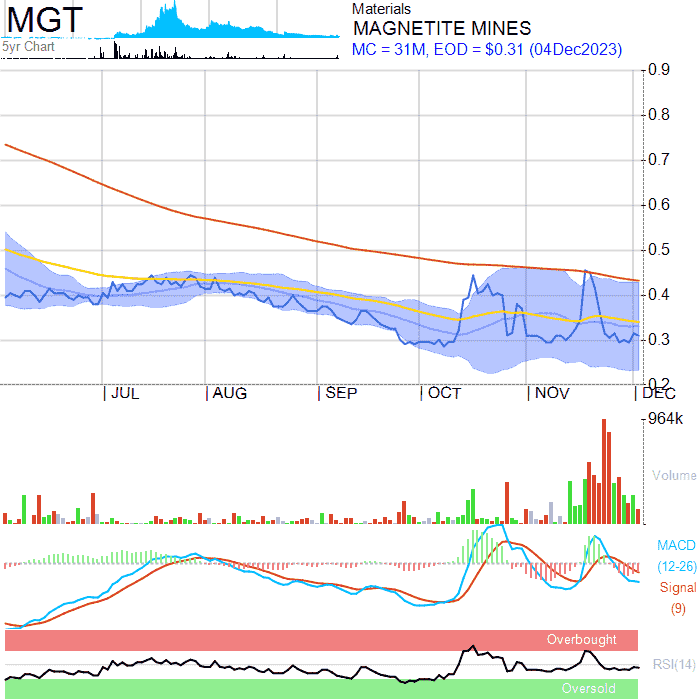 MGT
5yr Chart
Materials
MAGNETITE MINES
MC = 31M, EOD = $0.31 (04Dec2023)
0.9
0.8
0.7
0.6
0.5
0.4
0.3
0.2
JUL AUG SEP OCT NOV DEC
964k
Volume
MACD
(12-26)
Signal
(9)
Overbought
RSI(14)
Oversold